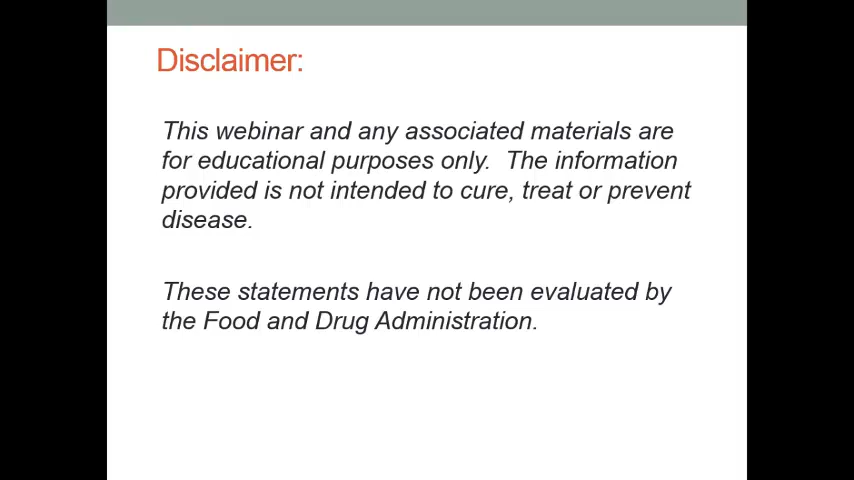 Disclaimer:
This webinar and any associated materials are
for educational purposes only.  The information
provided is not intended to cure, treat or prevent
disease.
These statements have not been evaluated by
the Food and Drug Administration.